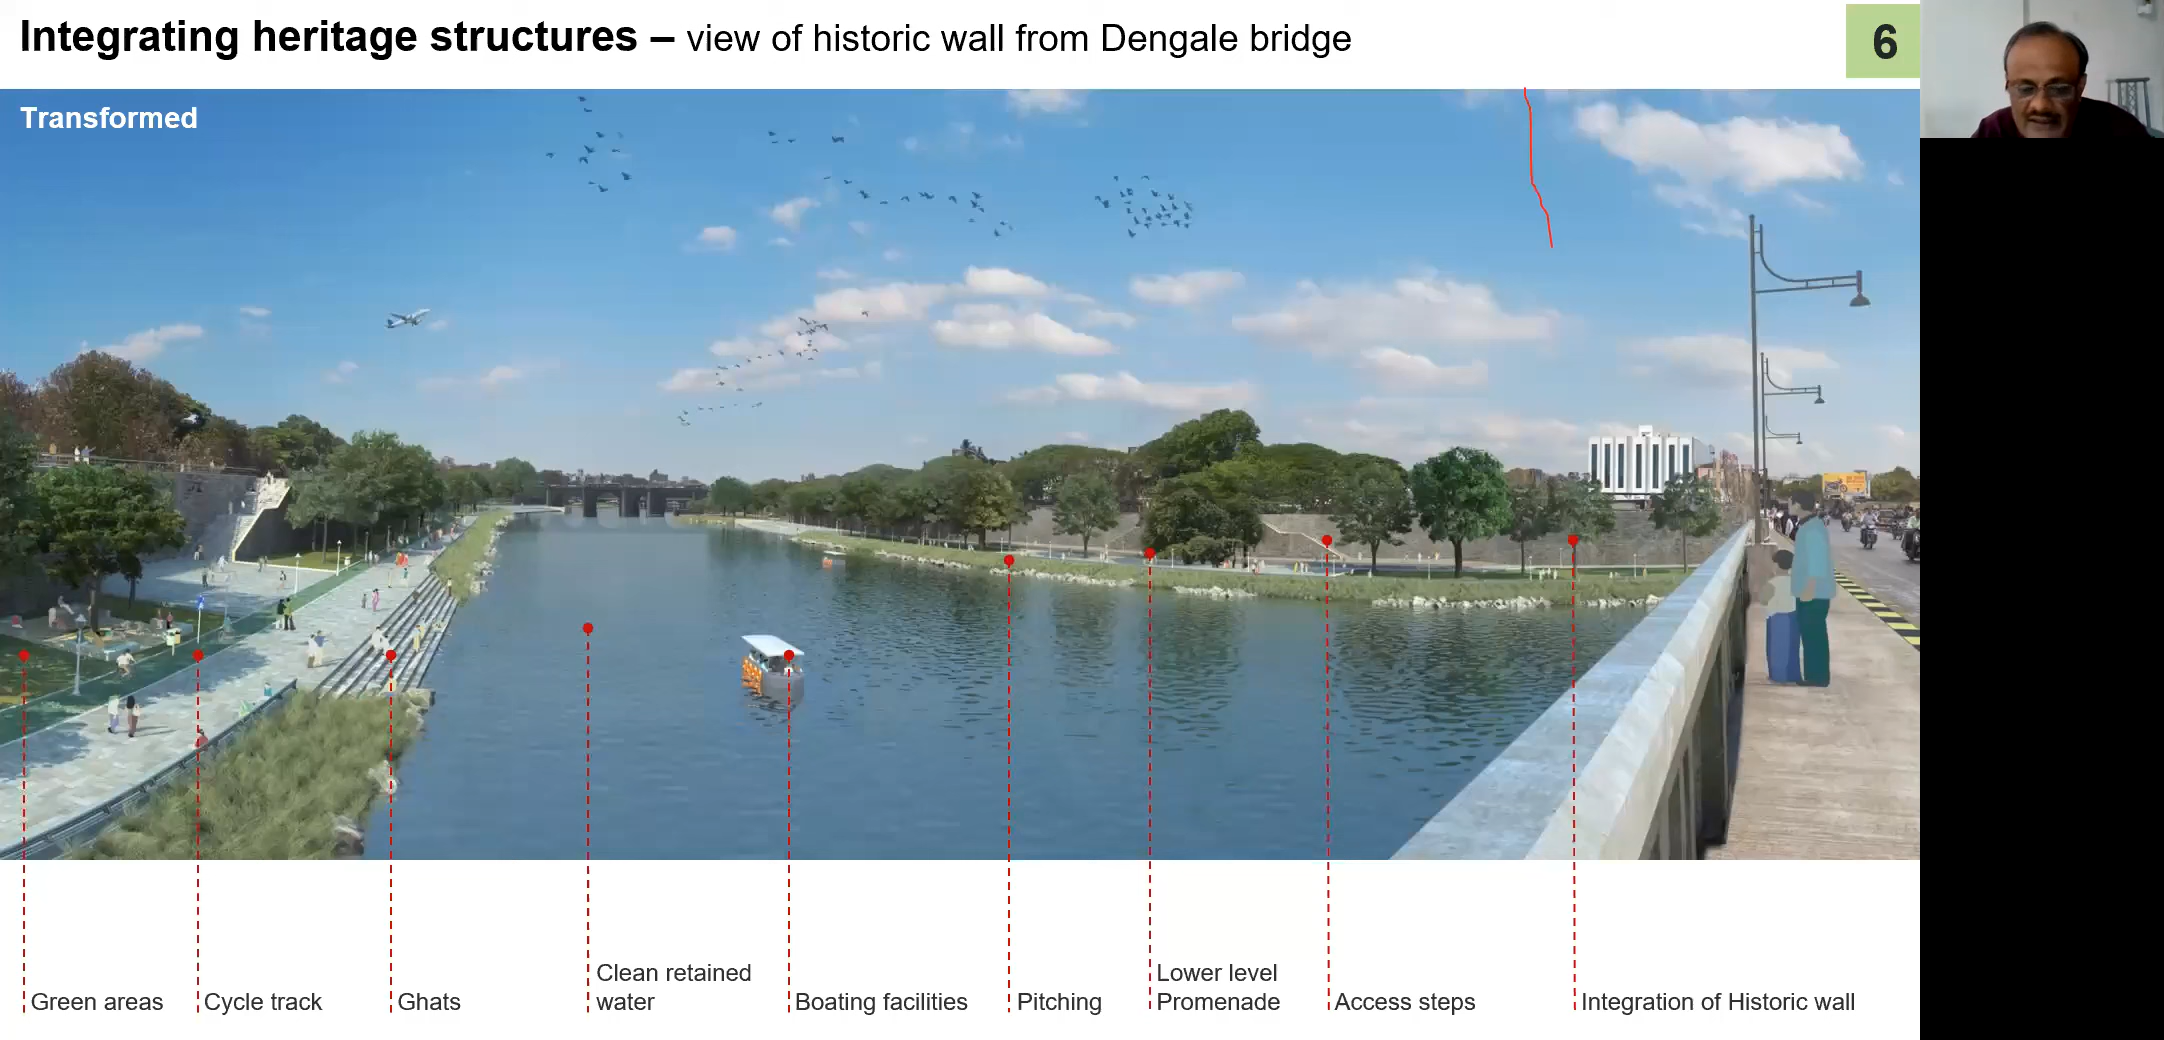 Integrating heritage structures – view of historic wall from Dengale bridge
6
Transformed
Green areas
Cycle track
Ghats
Clean retained
water
Boating facilities
Pitching
Lower level
Promenade
Access steps
Integration of Historic wall